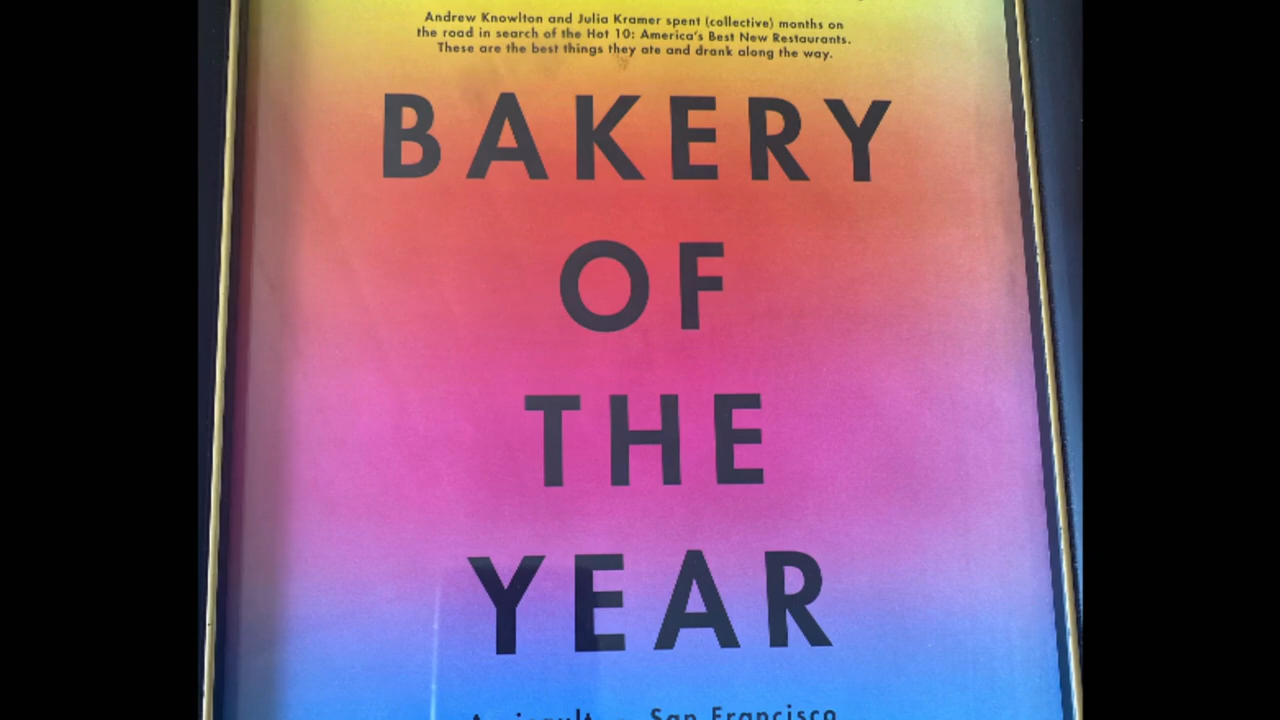 Andrew Knowlton and Julia Kramer spent (collective) months on
the road in search of the Hot 10: America's Best New Restaurants.
These are the best things they ate and drank along the way.
BAKERY
OF
THE
YEAR
San Francisco